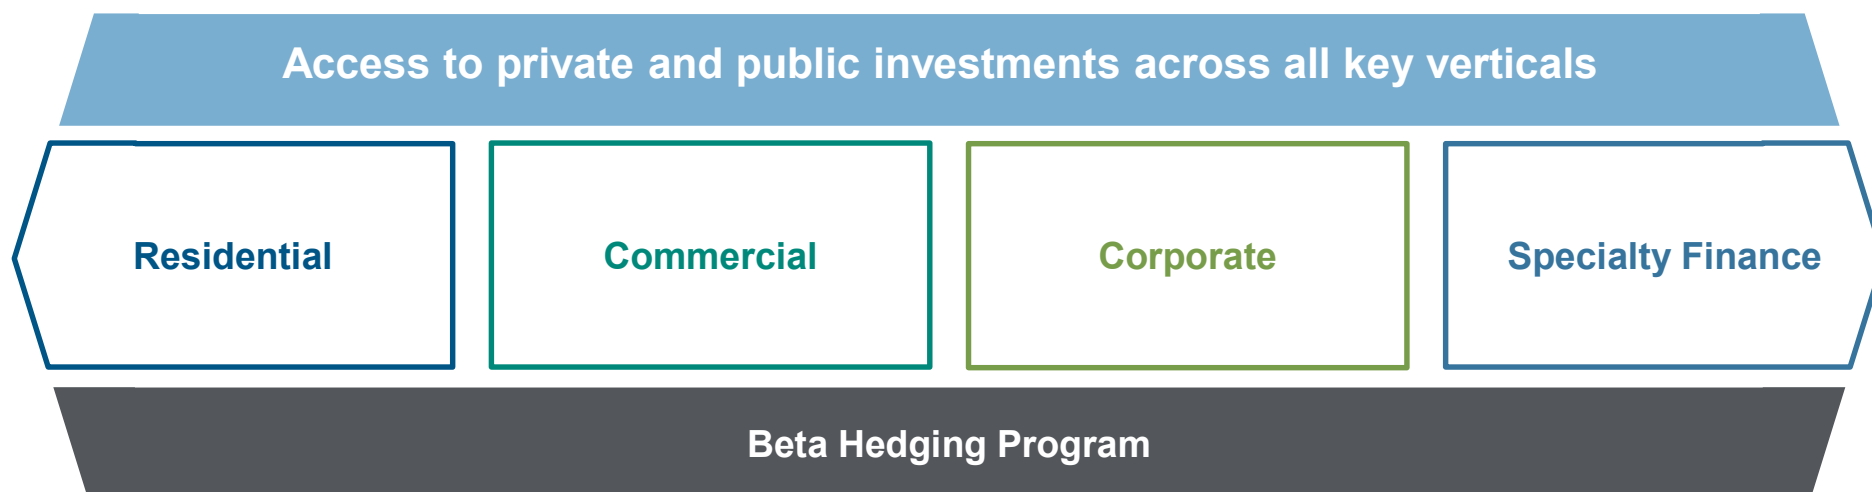 Access to private and public investments across all key verticals
Residential
Commercial
Corporate
Specialty Finance
Beta Hedging Program